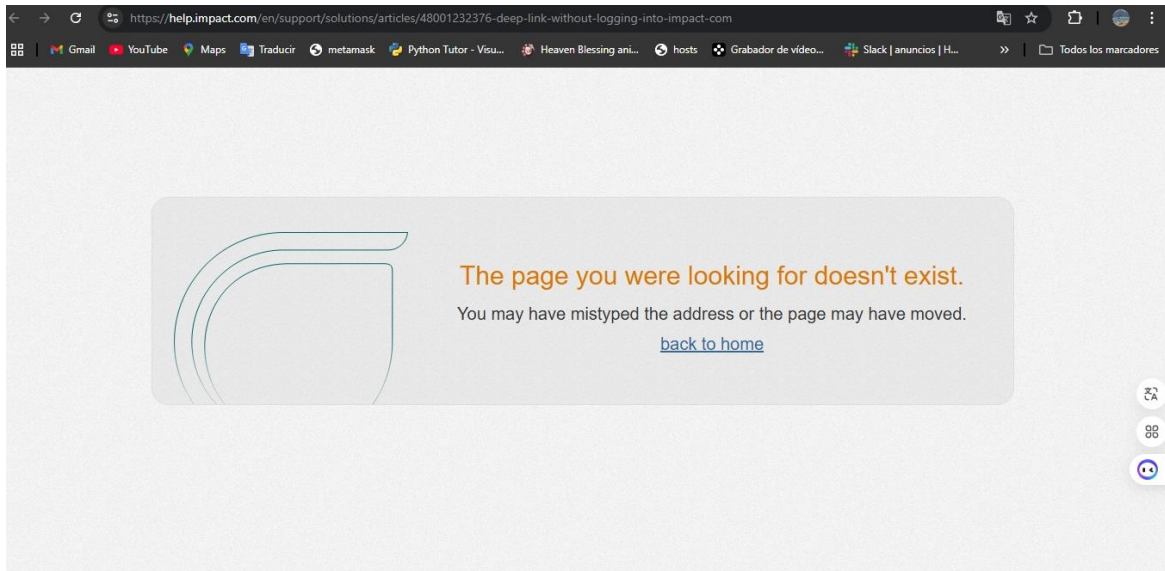 https://help.impact.com/en/support/solutions/articles/48001232376-deep-link-without-logging-into-impact-com
Gmail YouTube Maps Traducir metamask Python Tutor - Visu... Heaven Blessing ani... hosts Grabador de vídeo... Slack | anuncios | H... » Todos los marcadores
The page you were looking for doesn't exist.
You may have mistyped the address or the page may have moved.
back to home